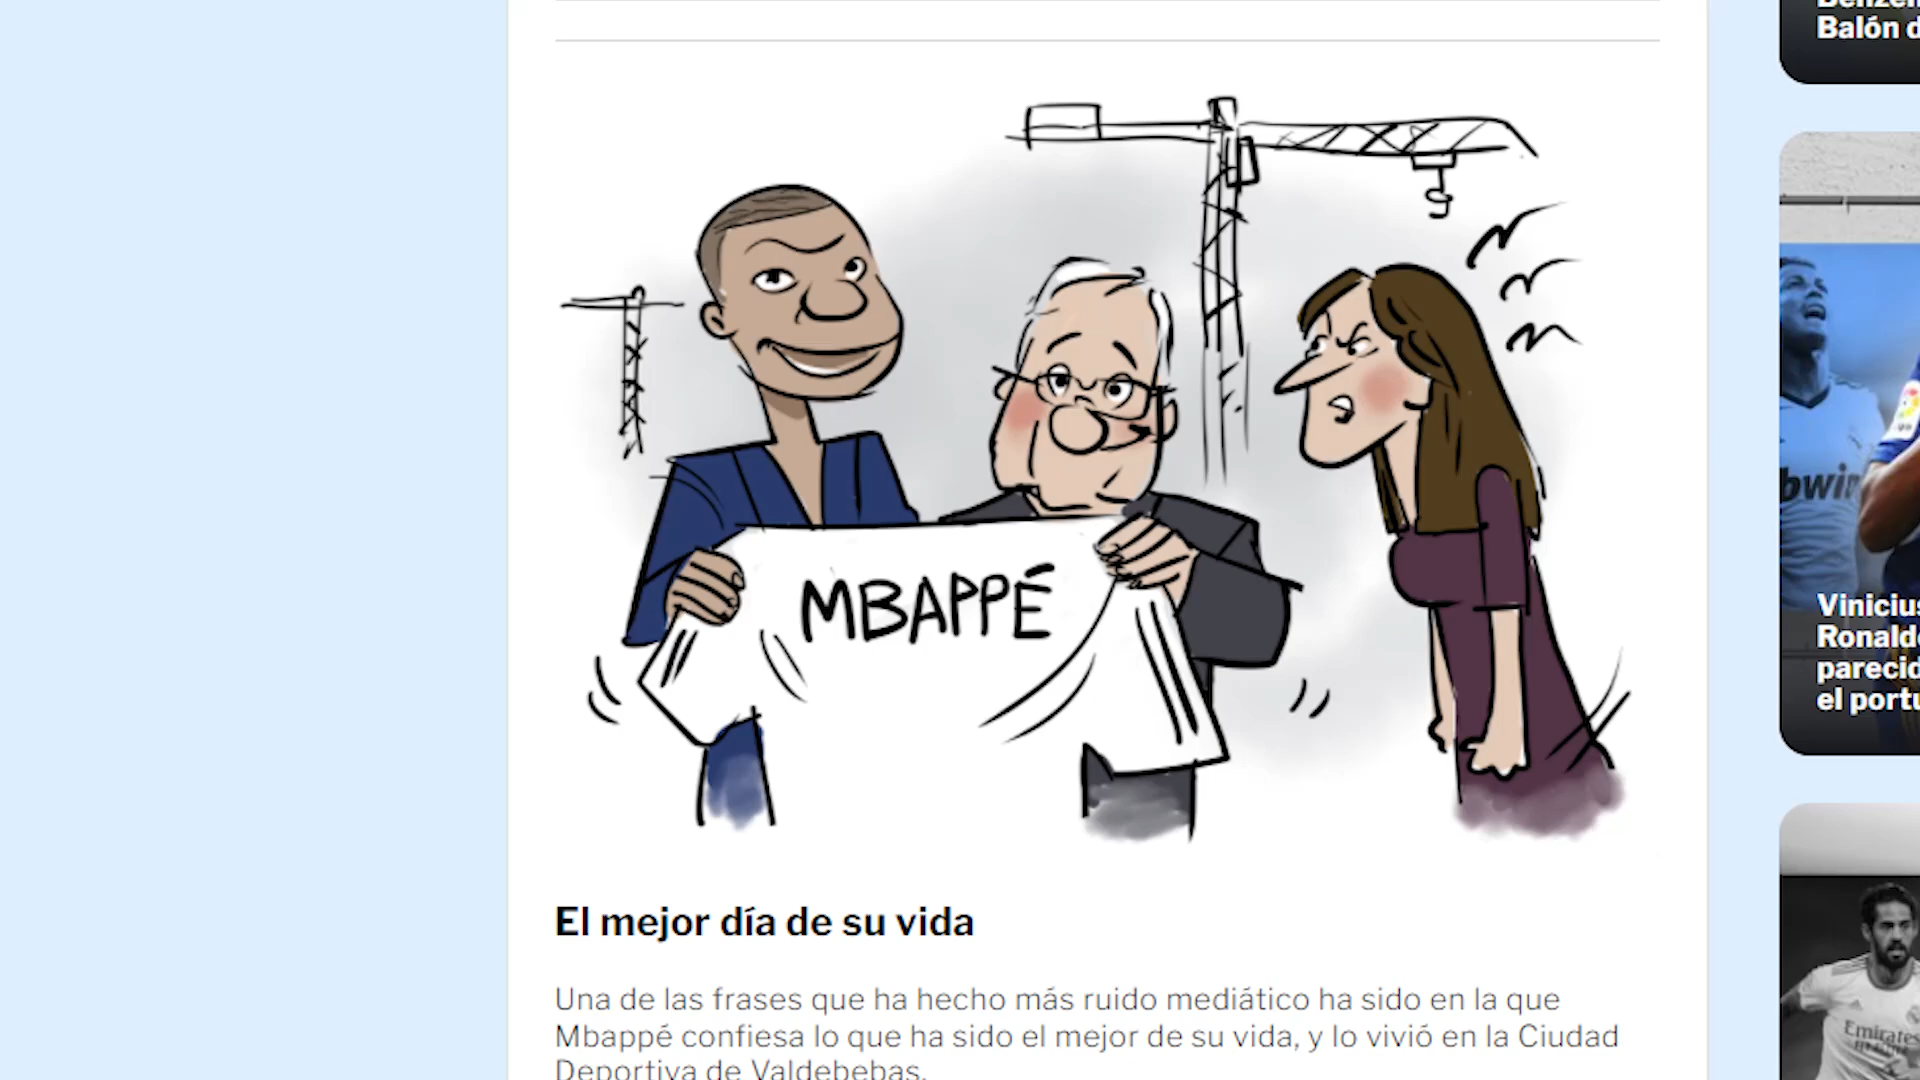 Balón d
MBAPPÉ
bwin
Vinicius
Ronald
parecid
el portu
El mejor día de su vida
Una de las frases que ha hecho más ruido mediático ha sido en la que
Mbappé confiesa lo que ha sido el mejor de su vida, y lo vivió en la Ciudad
Deportiva de Valdebebas.
Emirates